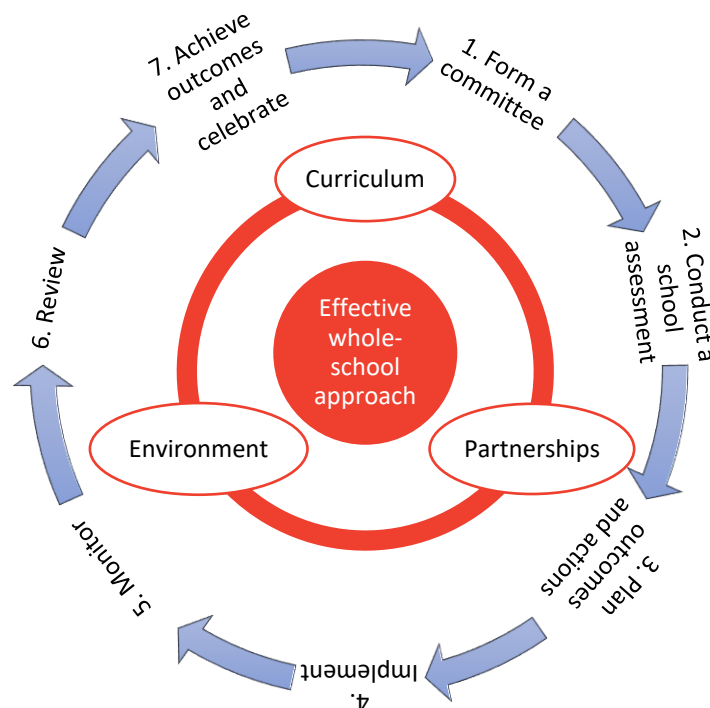 1. Form a
committee
2. Conduct a
school
assessment
3. Plan
outcomes
and actions
4.
Implement
5. Monitor
6. Review
7. Achieve
outcomes
and
celebrate
Curriculum
Effective
whole-
school
approach
Environment
Partnerships